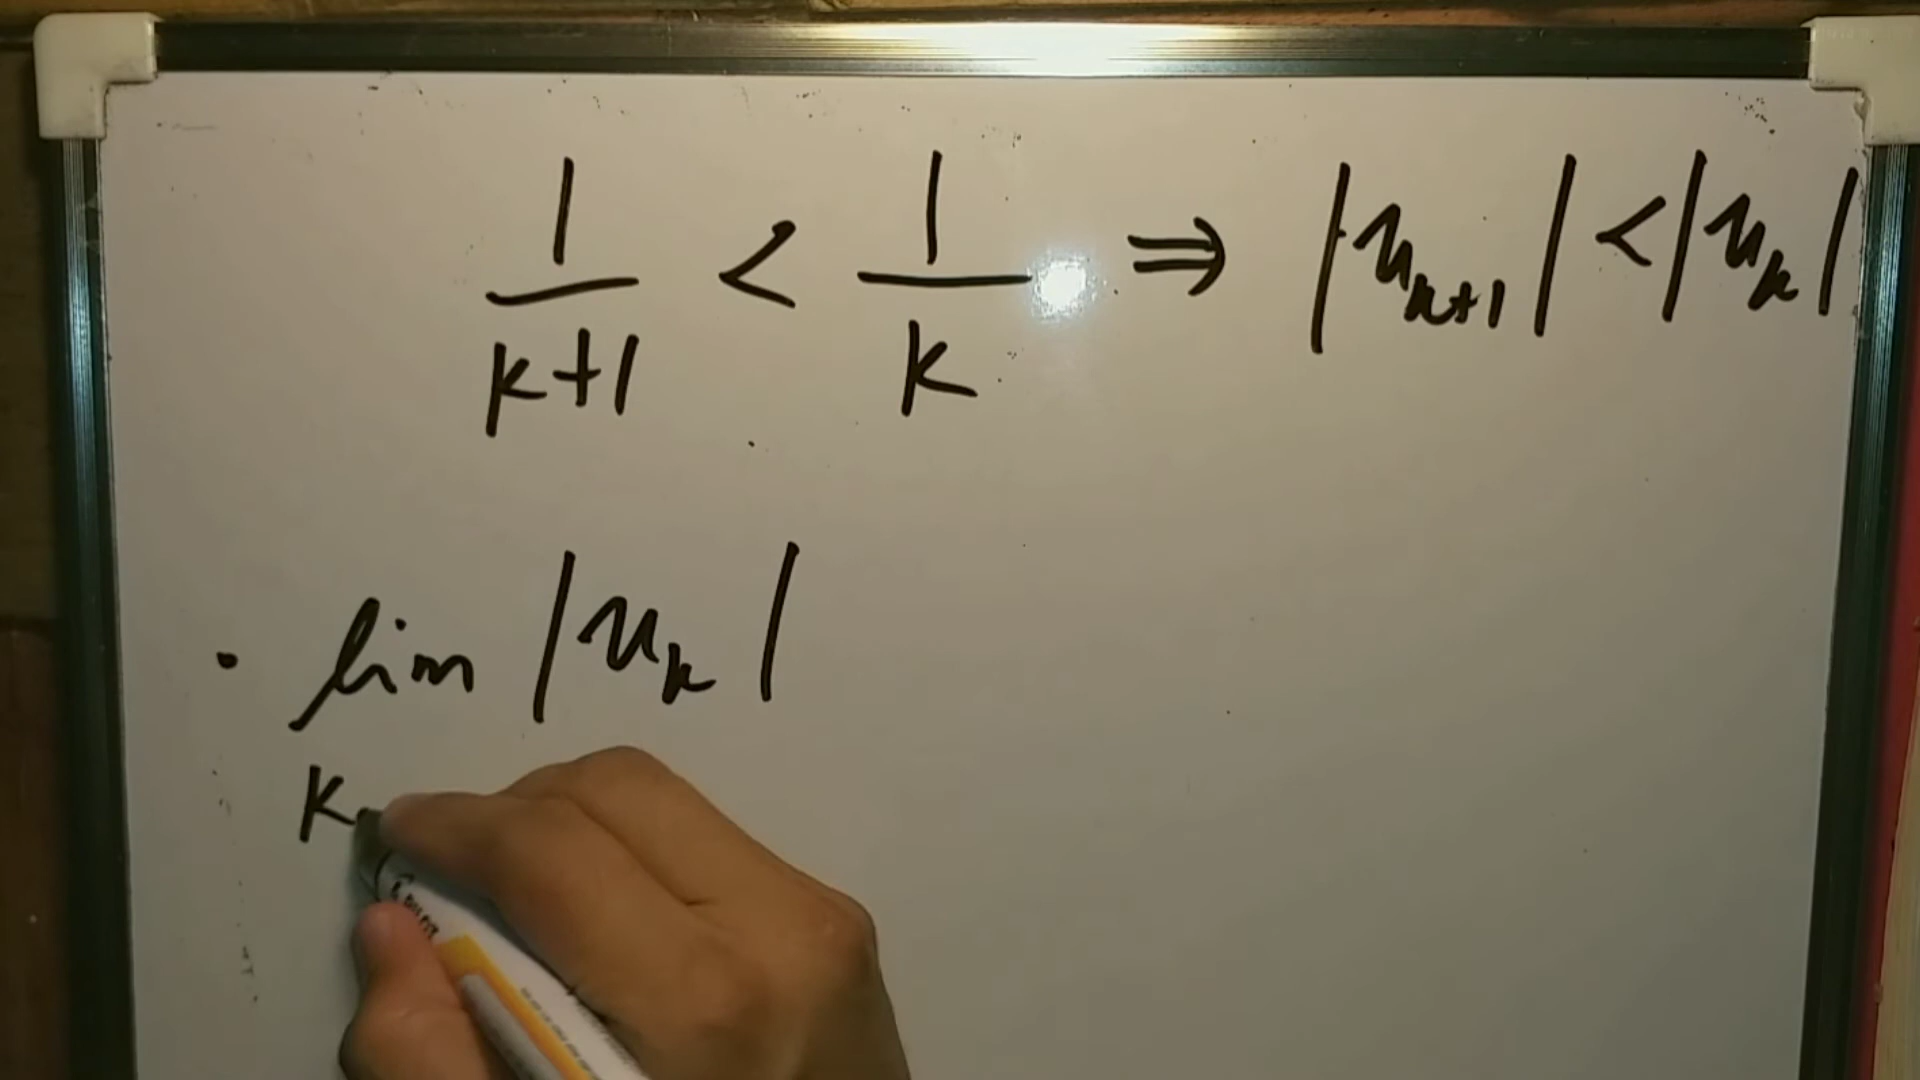 1/(k+1) < 1/k ⇒ |u_{k+1}| < |u_k|
· lim |u_k|
k